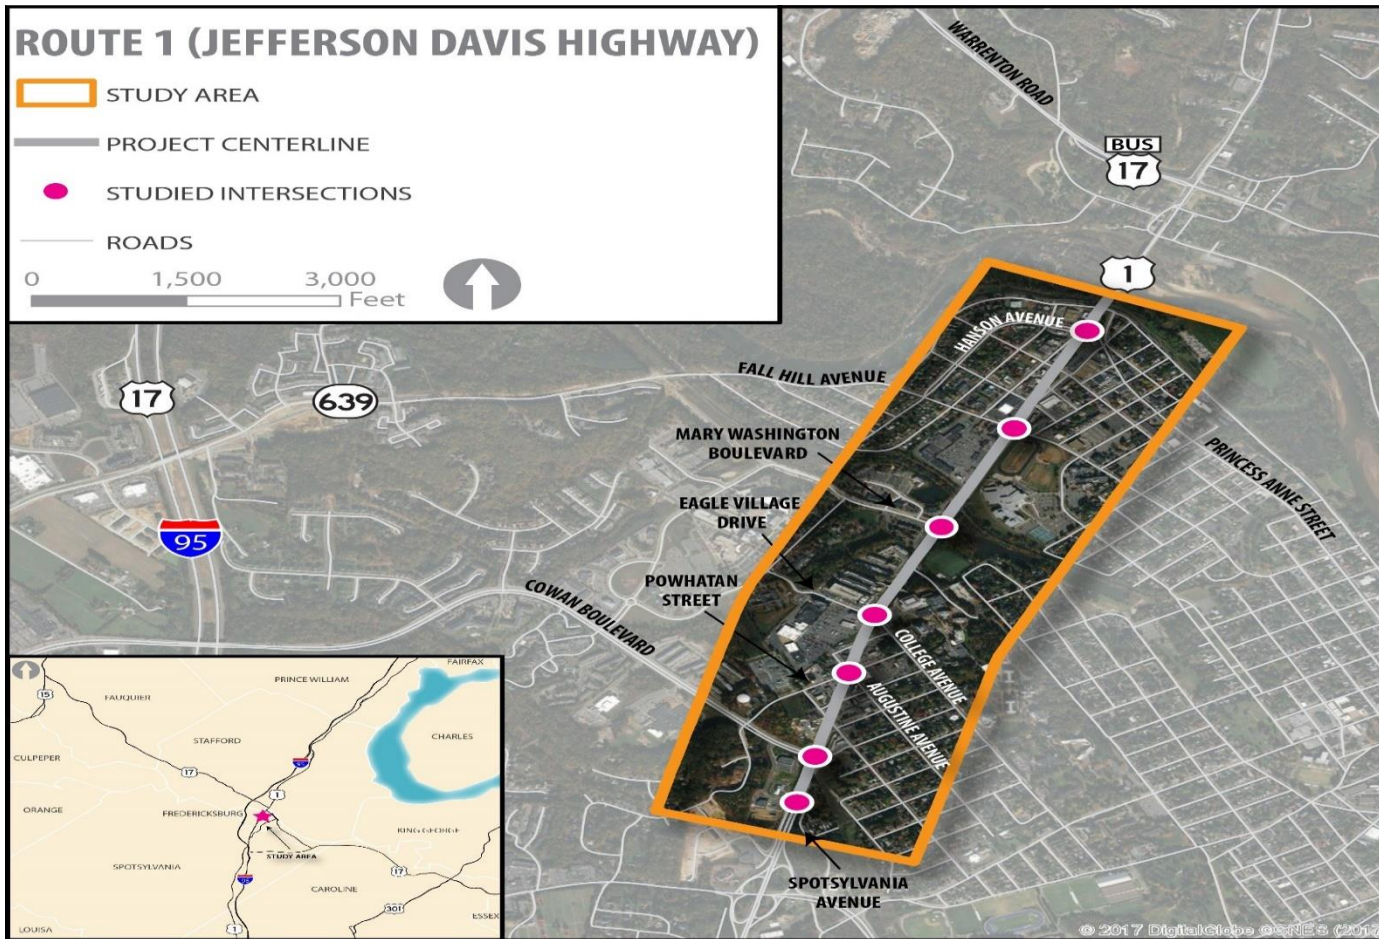 ROUTE 1 (JEFFERSON DAVIS HIGHWAY)
STUDY AREA
PROJECT CENTERLINE
STUDIED INTERSECTIONS
ROADS
0 1,500 3,000
Feet
WARRENTON ROAD
BUS
17
1
HANSON AVENUE
FALL HILL AVENUE
17
639
MARY WASHINGTON
BOULEVARD
PRINCESS ANNE STREET
EAGLE VILLAGE
DRIVE
95
POWHATAN
STREET
COWAN BOULEVARD
COLLEGE AVENUE
AUGUSTINE AVENUE
SPOTSYLVANIA
AVENUE
FAIRFAX
PRINCE WILLIAM
15
FAUQUIER
STAFFORD
CHARLES
CULPEPER
17
1
ORANGE
FREDERICKSBURG
STUDY AREA
SPOTSYLVANIA
17
95
CAROLINE
301
ESSEX
LOUISA
1
© 2017 DigitalGlobe (2017